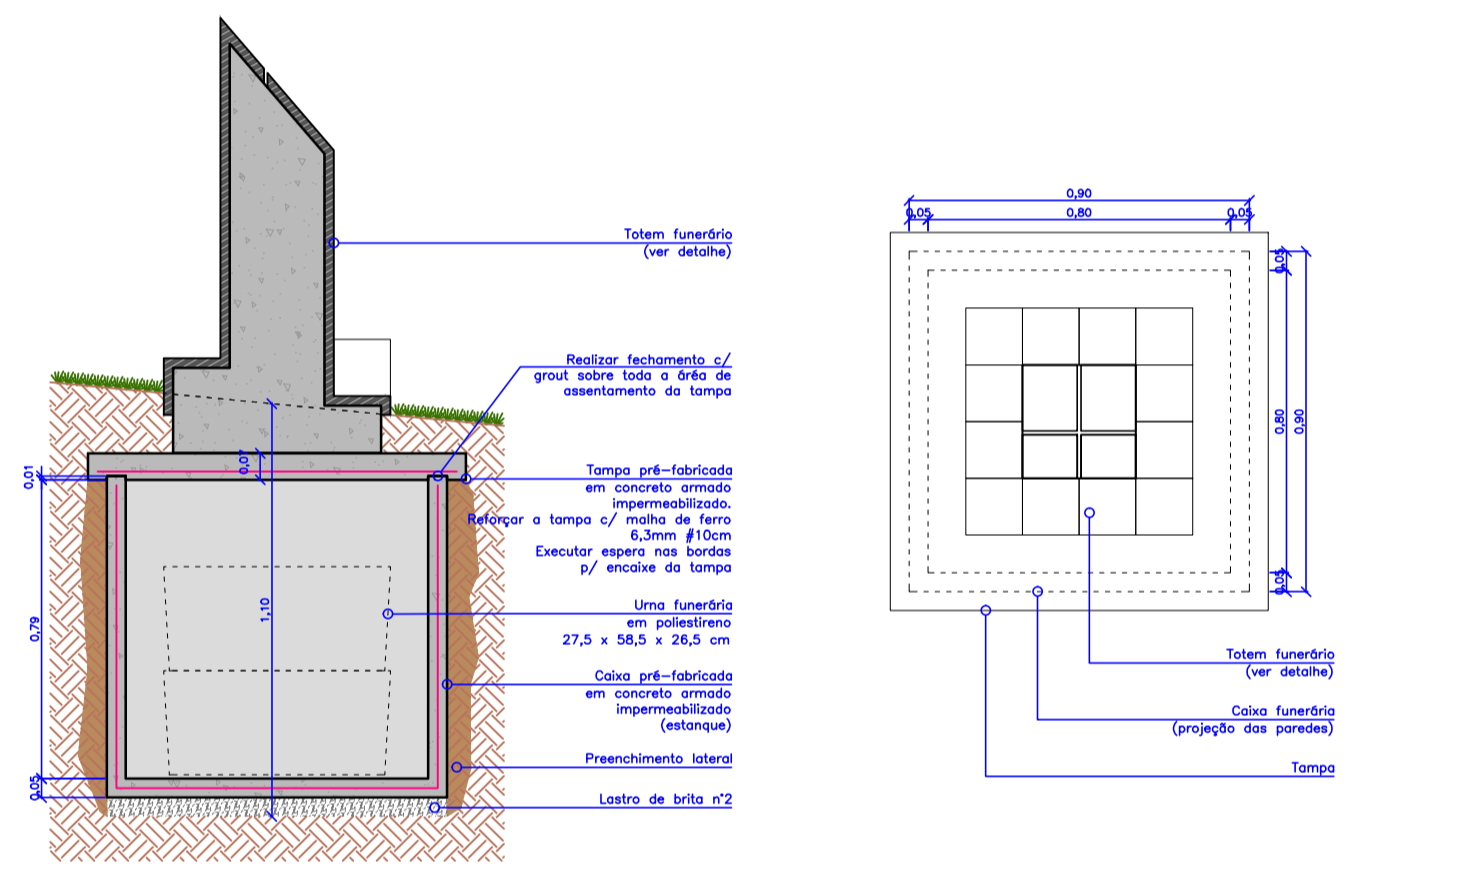 Totem funerário
(ver detalhe)
Realizar fechamento c/
grout sobre toda a áréa de
assentamento da tampa
0,07
0,01
Tampa pré-fabricada
em concreto armado
impermeabilizado.
Reforçar a tampa c/ malha de ferro
6,3mm #10cm
Executar espera nas bordas
p/ encaixe da tampa
1,10
0,79
Urna funerária
em poliestireno
27,5 x 58,5 x 26,5 cm
Caixa pré-fabricada
em concreto armado
impermeabilizado
(estanque)
Preenchimento lateral
0,05
Lastro de brita n°2
0,90
0,05 0,80 0,05
0,05
0,80 0,90
0,05
Totem funerário
(ver detalhe)
Caixa funerária
(projeção das paredes)
Tampa